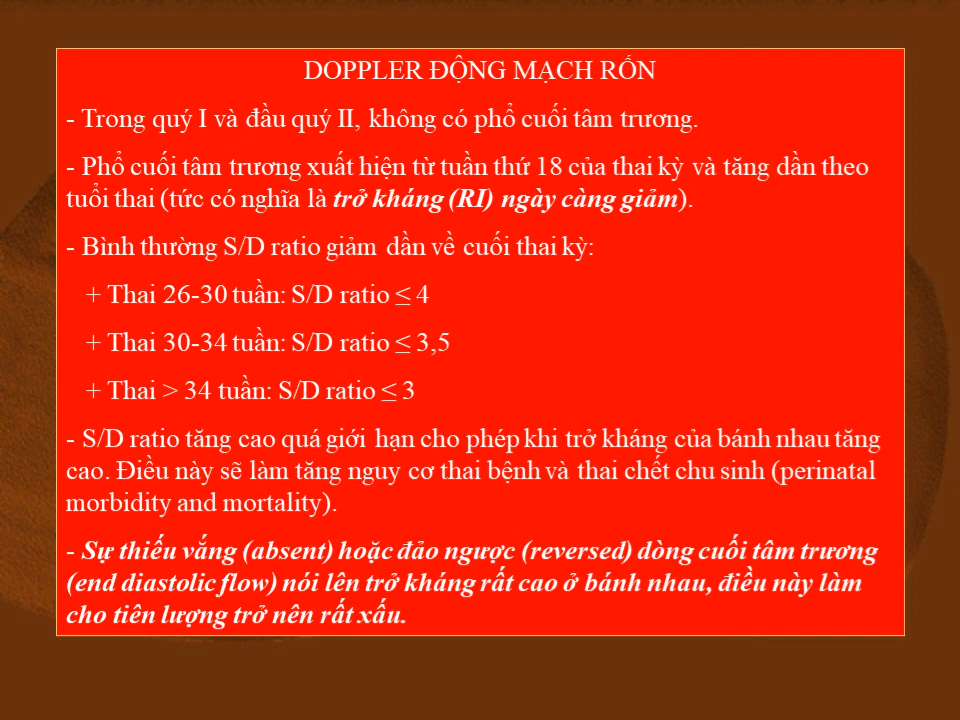 DOPPLER ĐỘNG MẠCH RỐN
- Trong quý I và đầu quý II, không có phổ cuối tâm trương.
- Phổ cuối tâm trương xuất hiện từ tuần thứ 18 của thai kỳ và tăng dần theo
tuổi thai (tức có nghĩa là trở kháng (RI) ngày càng giảm).
- Bình thường S/D ratio giảm dần về cuối thai kỳ:
+ Thai 26-30 tuần: S/D ratio ≤ 4
+ Thai 30-34 tuần: S/D ratio ≤ 3,5
+ Thai > 34 tuần: S/D ratio ≤ 3
- S/D ratio tăng cao quá giới hạn cho phép khi trở kháng của bánh nhau tăng
cao. Điều này sẽ làm tăng nguy cơ thai bệnh và thai chết chu sinh (perinatal
morbidity and mortality).
- Sự thiếu vắng (absent) hoặc đảo ngược (reversed) dòng cuối tâm trương
(end diastolic flow) nói lên trở kháng rất cao ở bánh nhau, điều này làm
cho tiên lượng trở nên rất xấu.